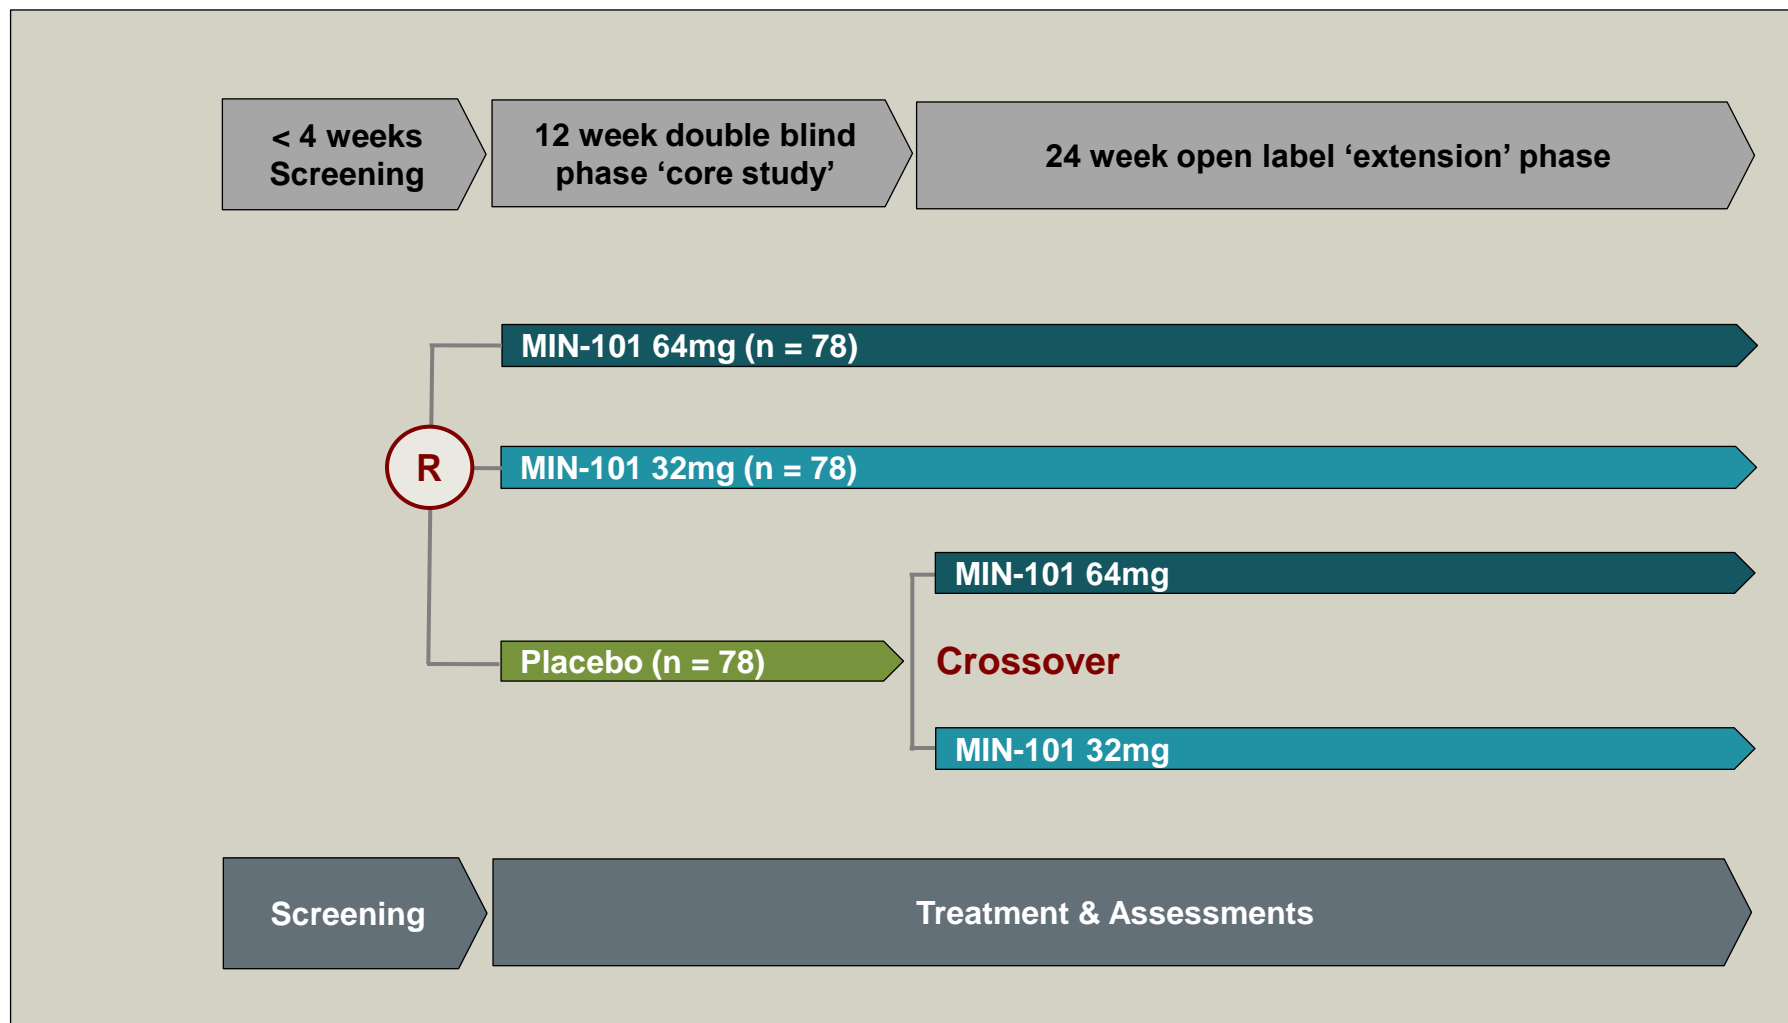 < 4 weeks
Screening
12 week double blind
phase ‘core study’
24 week open label ‘extension’ phase
MIN-101 64mg (n = 78)
R
MIN-101 32mg (n = 78)
MIN-101 64mg
Placebo (n = 78)
Crossover
MIN-101 32mg
Screening
Treatment & Assessments